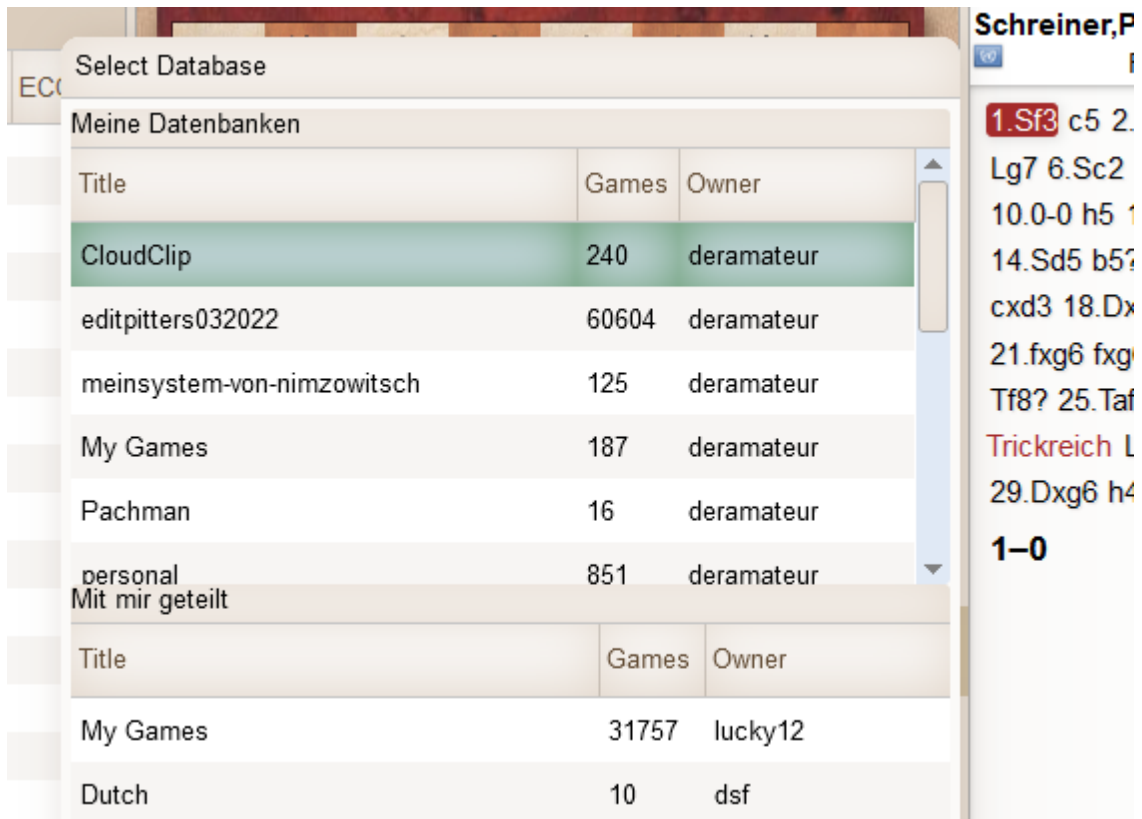 Select Database
ECO
Meine Datenbanken
Title Games Owner
CloudClip 240 deramateur
editpitters032022 60604 deramateur
meinsystem-von-nimzowitsch 125 deramateur
My Games 187 deramateur
Pachman 16 deramateur
personal 851 deramateur
Mit mir geteilt
Title Games Owner
My Games 31757 lucky12
Dutch 10 dsf
Schreiner,P
1.Sf3 c5 2.
Lg7 6.Sc2
10.0-0 h5 1
14.Sd5 b5?
cxd3 18.Dx
21.fxg6 fxg
Tf8? 25.Taf
Trickreich L
29.Dxg6 h4
1–0